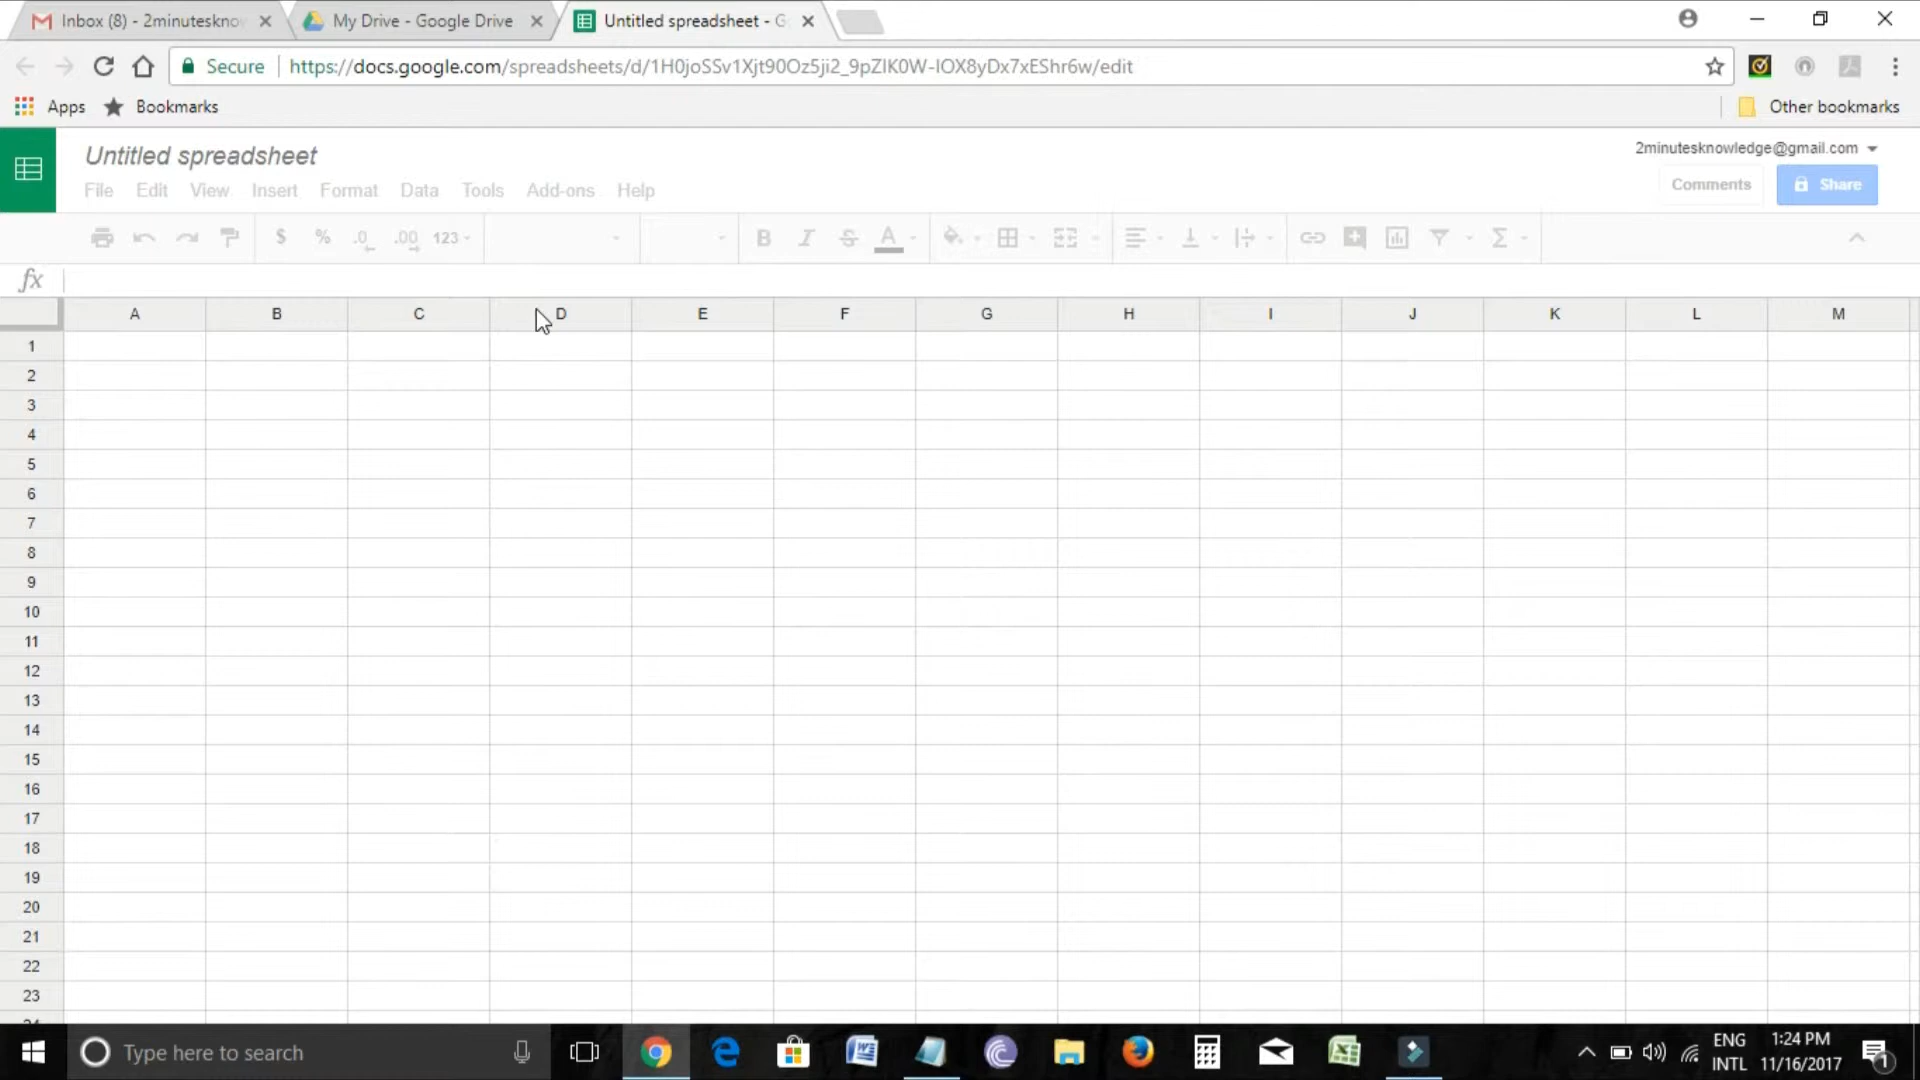 Inbox (8) - 2minutesknow
My Drive - Google Drive
Untitled spreadsheet - G
Secure
https://docs.google.com/spreadsheets/d/1H0joSSv1Xjt90Oz5ji2_9pZIK0W-IOX8yDx7xEShr6w/edit
Apps
Bookmarks
Other bookmarks
Untitled spreadsheet
2minutesknowledge@gmail.com
File Edit View Insert Format Data Tools Add-ons Help
Comments
Share
$ % .0 .00 123
B I S A
fx
A B C D E F G H I J K L M
1
2
3
4
5
6
7
8
9
10
11
12
13
14
15
16
17
18
19
20
21
22
23
24
Type here to search
ENG
INTL
1:24 PM
11/16/2017
1